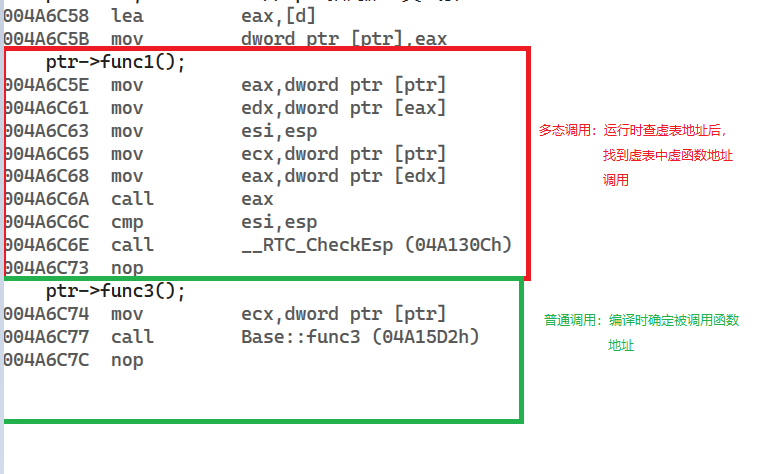 004A6C58 lea eax,[d]
004A6C5B mov dword ptr [ptr],eax
ptr->func1();
004A6C5E mov eax,dword ptr [ptr]
004A6C61 mov edx,dword ptr [eax]
004A6C63 mov esi,esp
004A6C65 mov ecx,dword ptr [ptr]
004A6C68 mov eax,dword ptr [edx]
004A6C6A call eax
004A6C6C cmp esi,esp
004A6C6E call __RTC_CheckEsp (04A130Ch)
004A6C73 nop
ptr->func3();
004A6C74 mov ecx,dword ptr [ptr]
004A6C77 call Base::func3 (04A15D2h)
004A6C7C nop
多态调用：运行时查虚表地址后，
找到虚表中虚函数地址
调用
普通调用：编译时确定被调用函数
地址